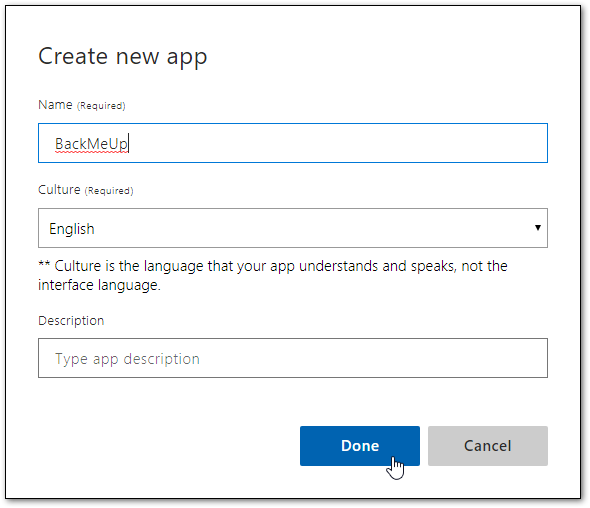 Create new app
Name (Required)
BackMeUp
Culture (Required)
English
** Culture is the language that your app understands and speaks, not the
interface language.
Description
Type app description
Done
Cancel